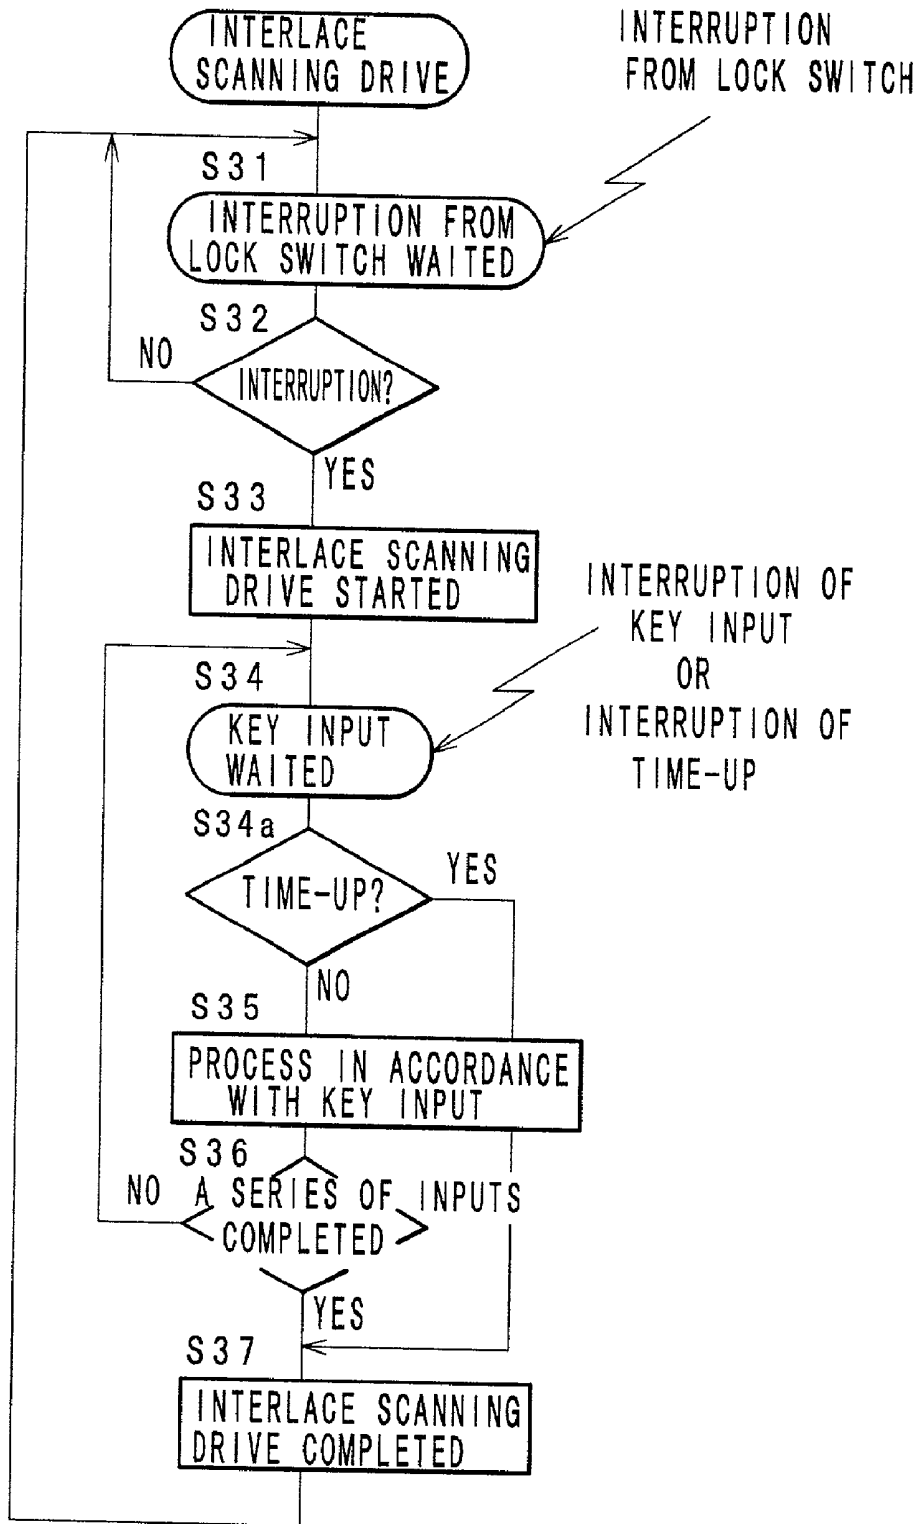 INTERLACE
SCANNING DRIVE
INTERRUPTION
FROM LOCK SWITCH
S31
INTERRUPTION FROM
LOCK SWITCH WAITED
S32
NO
INTERRUPTION?
YES
S33
INTERLACE SCANNING
DRIVE STARTED
INTERRUPTION OF
KEY INPUT
OR
INTERRUPTION OF
TIME-UP
S34
KEY INPUT
WAITED
S34a
TIME-UP?
YES
NO
S35
PROCESS IN ACCORDANCE
WITH KEY INPUT
S36
NO
A SERIES OF INPUTS
COMPLETED
YES
S37
INTERLACE SCANNING
DRIVE COMPLETED